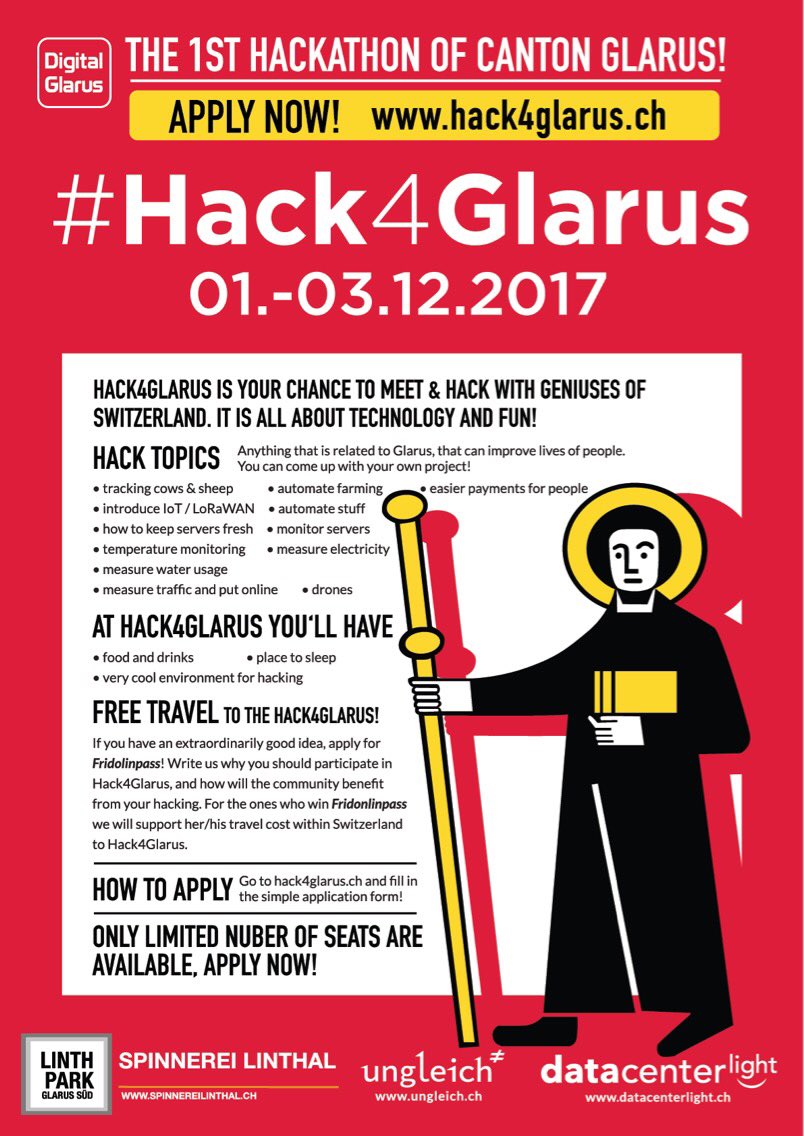 Digital
Glarus
THE 1ST HACKATHON OF CANTON GLARUS!
APPLY NOW! www.hack4glarus.ch
#Hack4Glarus
01.-03.12.2017
HACK4GLARUS IS YOUR CHANCE TO MEET & HACK WITH GENIUSES OF
SWITZERLAND. IT IS ALL ABOUT TECHNOLOGY AND FUN!
HACK TOPICS
Anything that is related to Glarus, that can improve lives of people.
You can come up with your own project!
• tracking cows & sheep • automate farming • easier payments for people
• introduce IoT / LoRaWAN • automate stuff
• how to keep servers fresh • monitor servers
• temperature monitoring • measure electricity
• measure water usage
• measure traffic and put online • drones
AT HACK4GLARUS YOU‘LL HAVE
• food and drinks • place to sleep
• very cool environment for hacking
FREE TRAVEL TO THE HACK4GLARUS!
If you have an extraordinarily good idea, apply for
Fridolinpass! Write us why you should participate in
Hack4Glarus, and how will the community benefit
from your hacking. For the ones who win Fridonlinpass
we will support her/his travel cost within Switzerland
to Hack4Glarus.
HOW TO APPLY
Go to hack4glarus.ch and fill in
the simple application form!
ONLY LIMITED NUBER OF SEATS ARE
AVAILABLE, APPLY NOW!
LINTH
PARK
GLARUS SÜD
SPINNEREI LINTHAL
WWW.SPINNEREILINTHAL.CH
ungleich≠
www.ungleich.ch
datacenterlight
www.datacenterlight.ch